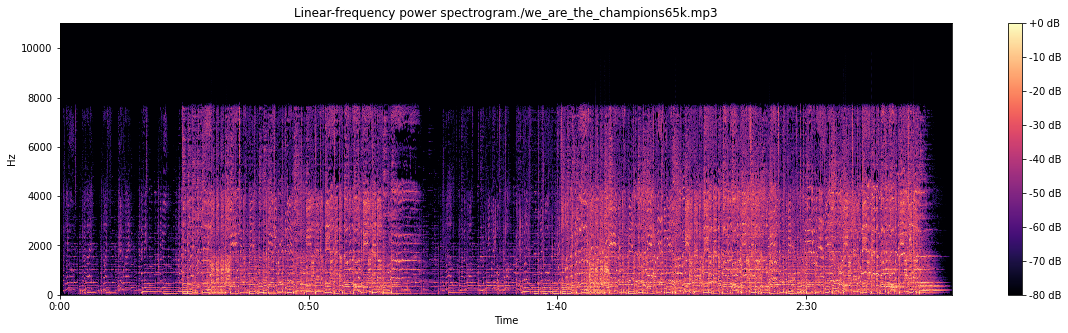 Linear-frequency power spectrogram./we_are_the_champions65k.mp3
10000
8000
6000
4000
2000
0
Hz
0:00
0:50
1:40
2:30
Time
+0 dB
-10 dB
-20 dB
-30 dB
-40 dB
-50 dB
-60 dB
-70 dB
-80 dB